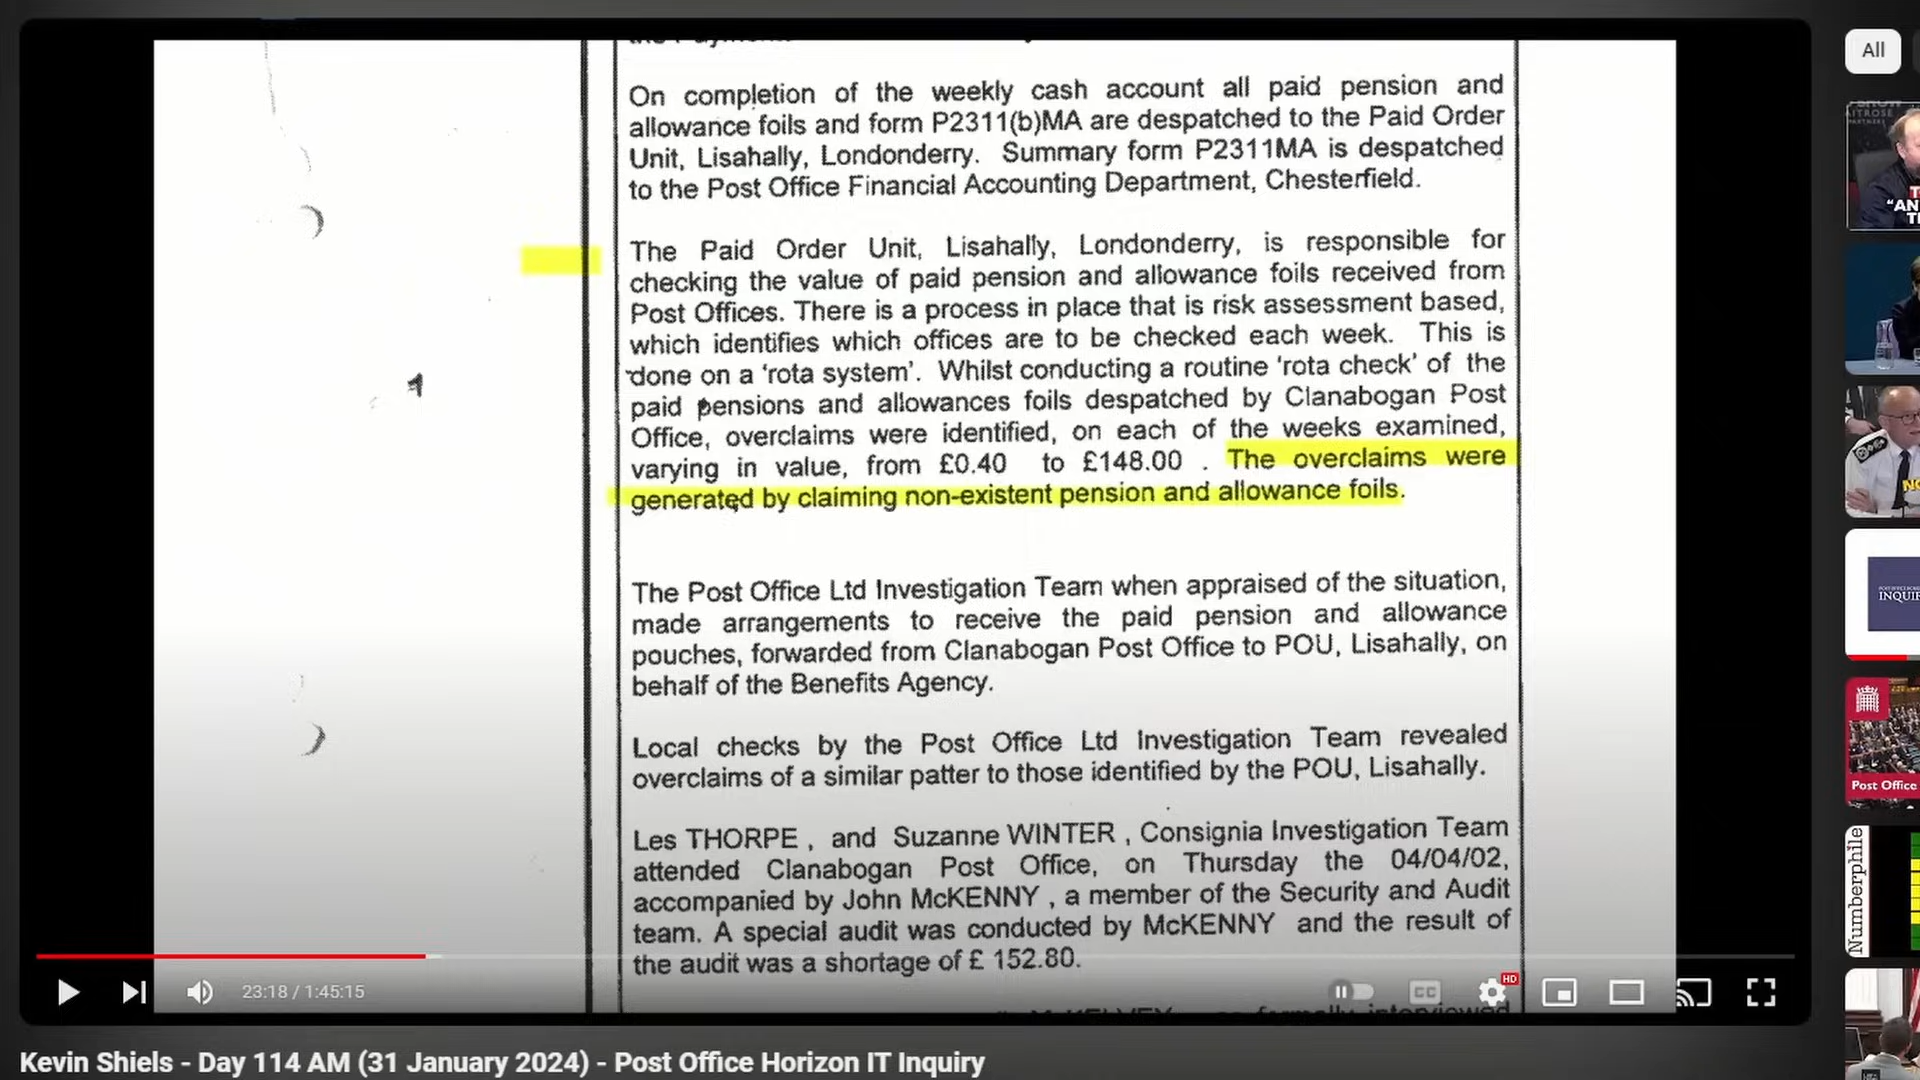 On completion of the weekly cash account all paid pension and
allowance foils and form P2311(b)MA are despatched to the Paid Order
Unit, Lisahally, Londonderry. Summary form P2311MA is despatched
to the Post Office Financial Accounting Department, Chesterfield.
The Paid Order Unit, Lisahally, Londonderry, is responsible for
checking the value of paid pension and allowance foils received from
Post Offices. There is a process in place that is risk assessment based,
which identifies which offices are to be checked each week. This is
done on a 'rota system'. Whilst conducting a routine 'rota check' of the
paid pensions and allowances foils despatched by Clanabogan Post
Office, overclaims were identified, on each of the weeks examined,
varying in value, from £0.40 to £148.00 . The overclaims were
generated by claiming non-existent pension and allowance foils.
The Post Office Ltd Investigation Team when appraised of the situation,
made arrangements to receive the paid pension and allowance
pouches, forwarded from Clanabogan Post Office to POU, Lisahally, on
behalf of the Benefits Agency.
Local checks by the Post Office Ltd Investigation Team revealed
overclaims of a similar patter to those identified by the POU, Lisahally.
Les THORPE , and Suzanne WINTER , Consignia Investigation Team
attended Clanabogan Post Office, on Thursday the 04/04/02,
accompanied by John McKENNY , a member of the Security and Audit
team. A special audit was conducted by McKENNY and the result of
the audit was a shortage of £ 152.80.
23:18 / 1:45:15
CC
HD
Kevin Shiels - Day 114 AM (31 January 2024) - Post Office Horizon IT Inquiry
All
Post Office
Numberphile